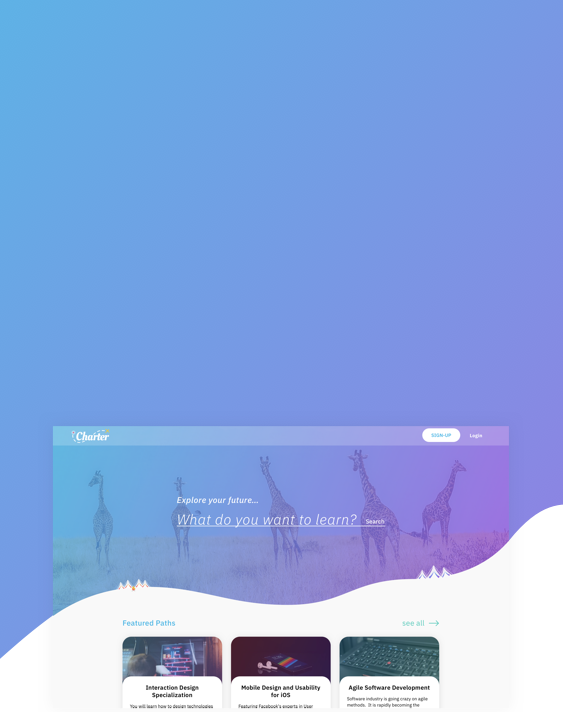 Charter
SIGN-UP
Login
Explore your future...
What do you want to learn?
Search
Featured Paths
see all
Interaction Design
Specialization
You will learn how to design technologies
Mobile Design and Usability
for iOS
Featuring Facebook's experts in User
Agile Software Development
Software industry is going crazy on agile
methods. It is rapidly becoming the